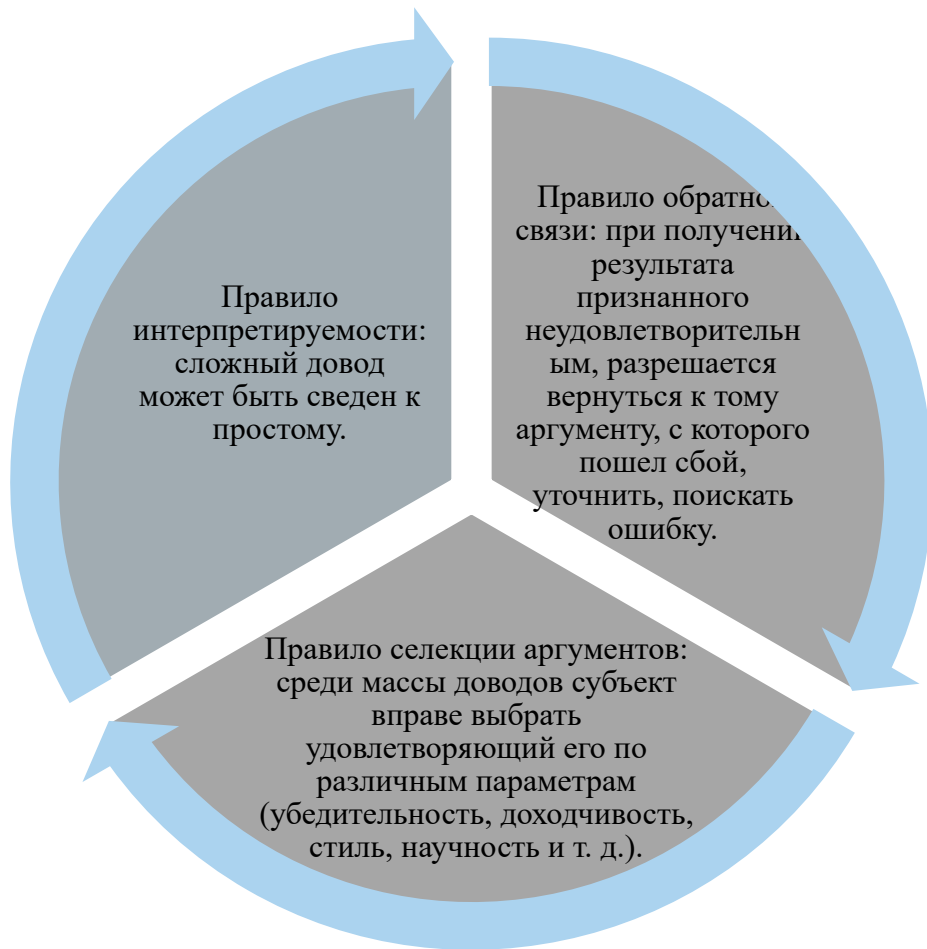 Правило обратной
связи: при получении
результата
признанного
неудовлетворительн
ым, разрешается
вернуться к тому
аргументу, с которого
пошел сбой,
уточнить, поискать
ошибку.
Правило селекции аргументов:
среди массы доводов субъект
вправе выбрать
удовлетворяющий его по
различным параметрам
(убедительность, доходчивость,
стиль, научность и т. д.).
Правило
интерпретируемости:
сложный довод
может быть сведен к
простому.